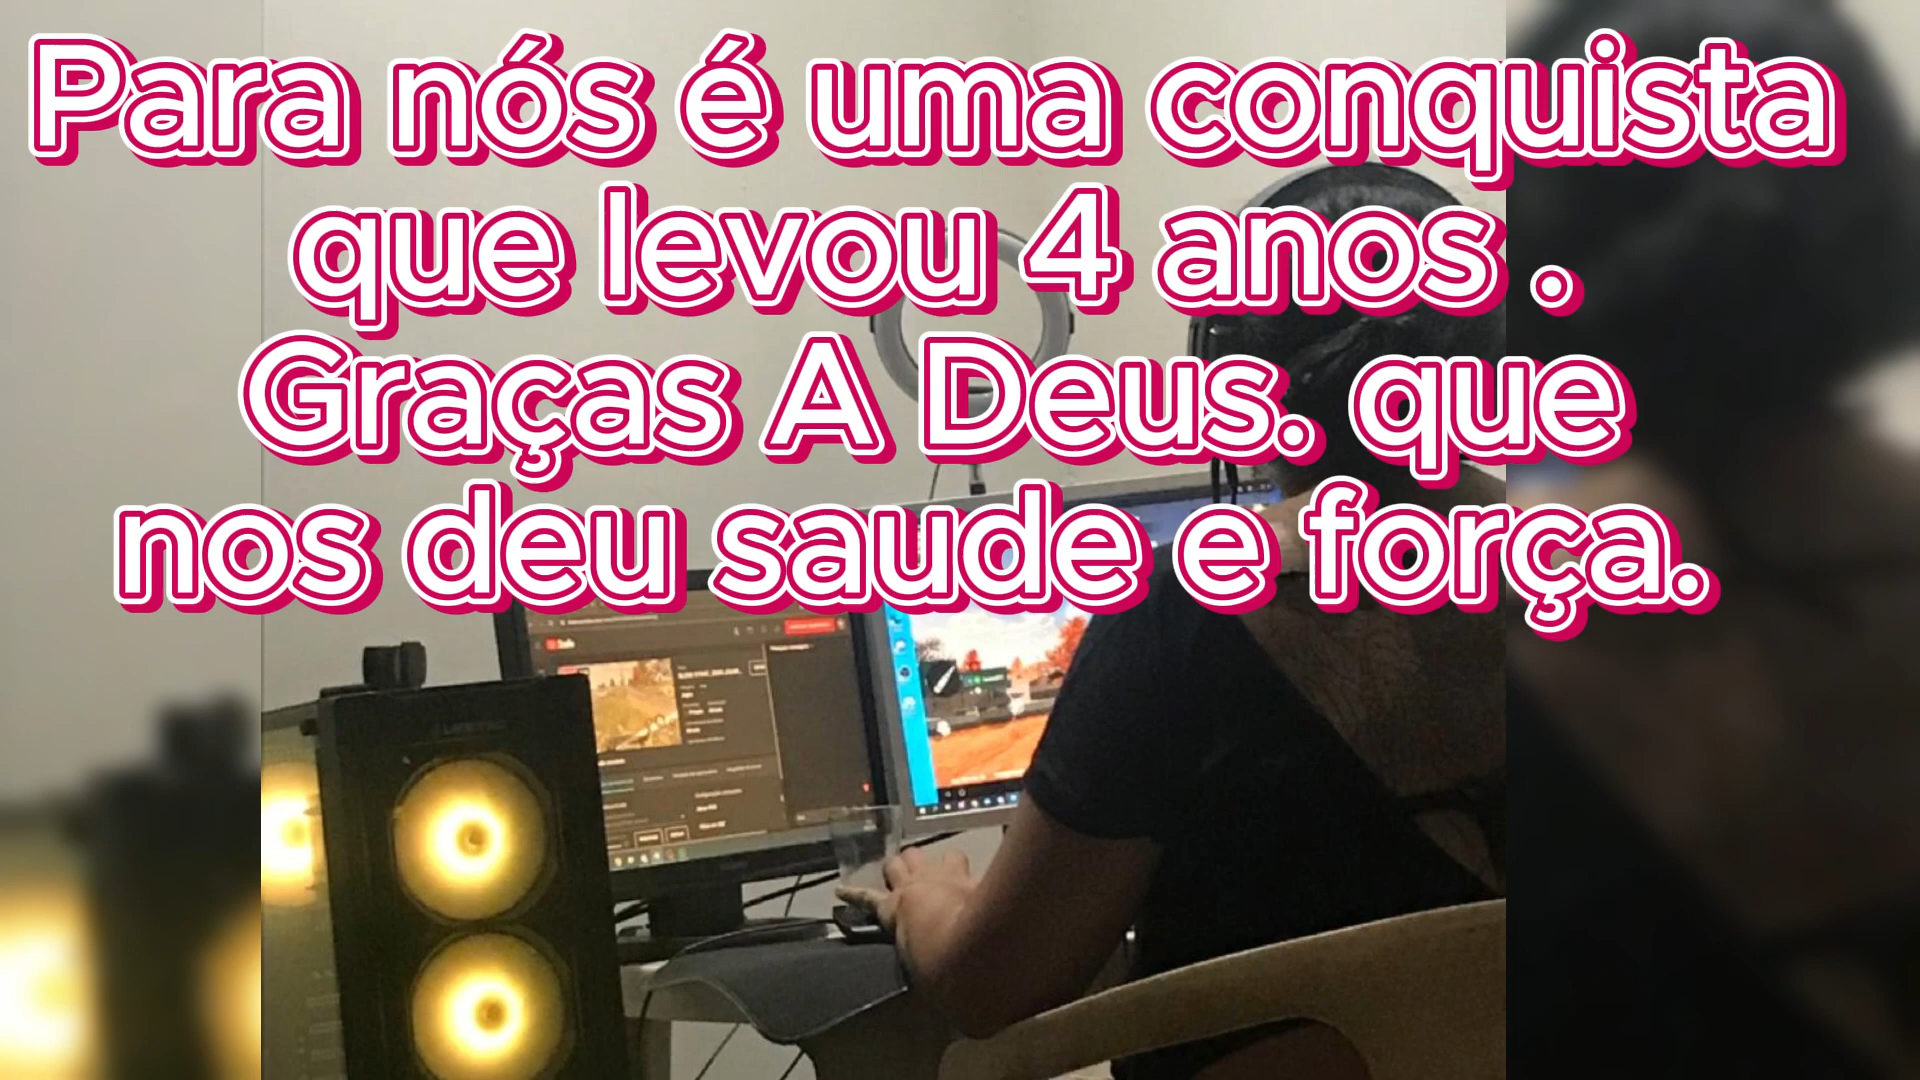 Para nós é uma conquista
que levou 4 anos .
Graças A Deus. que
nos deu saude e força.